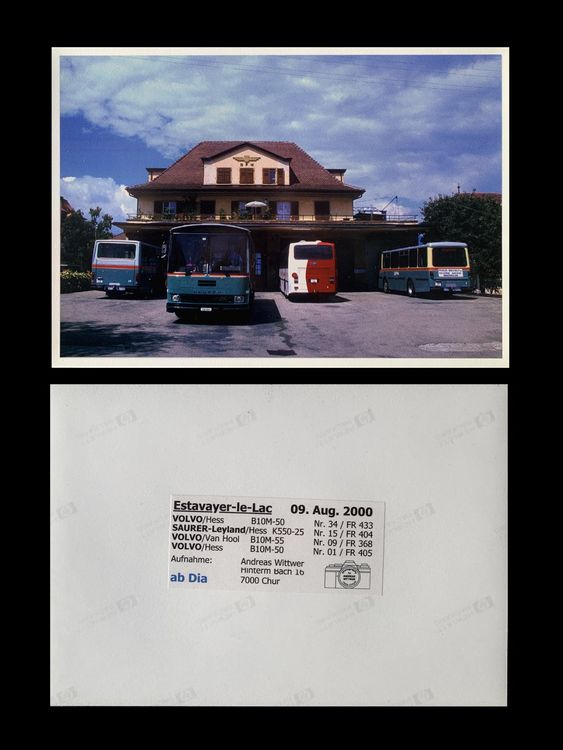 Estavayer-le-Lac 09. Aug. 2000
VOLVO/Hess B10M-50 Nr. 34 / FR 433
SAURER-Leyland/Hess K550-25 Nr. 15 / FR 404
VOLVO/Van Hool B10M-55 Nr. 09 / FR 368
VOLVO/Hess B10M-50 Nr. 01 / FR 405
Aufnahme: Andreas Wittwer
Hinterm Bach 16
ab Dia 7000 Chur